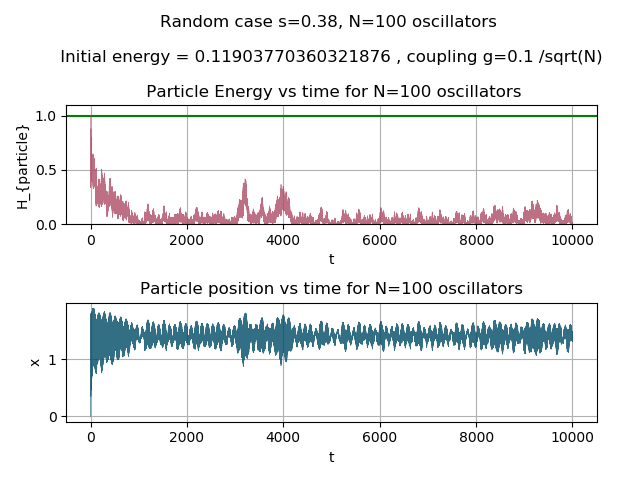 Random case s=0.38, N=100 oscillators
Initial energy = 0.11903770360321876 , coupling g=0.1 /sqrt(N)
Particle Energy vs time for N=100 oscillators
1.0
0.5
0.0
H_{particle}
0 2000 4000 6000 8000 10000
t
Particle position vs time for N=100 oscillators
1
0
x
0 2000 4000 6000 8000 10000
t